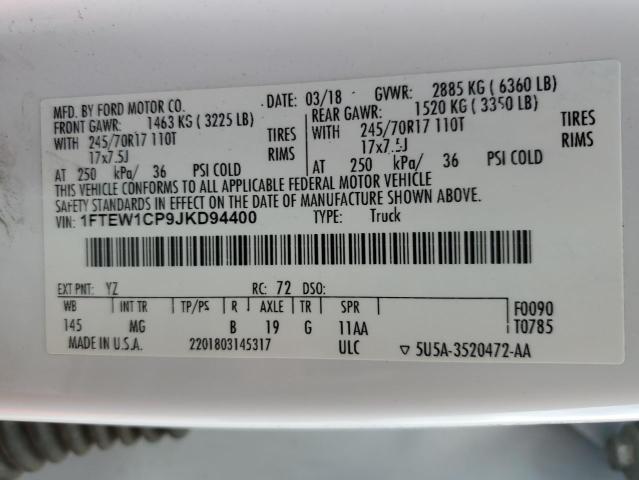 MFD. BY FORD MOTOR CO.
DATE: 03/18 GVWR: 2885 KG ( 6360 LB)
FRONT GAWR: 1463 KG ( 3225 LB) REAR GAWR: 1520 KG ( 3350 LB)
WITH 245/70R17 110T TIRES WITH 245/70R17 110T TIRES
17x7.5J RIMS 17x7.5J RIMS
AT 250 kPa/ 36 PSI COLD AT 250 kPa/ 36 PSI COLD
THIS VEHICLE CONFORMS TO ALL APPLICABLE FEDERAL MOTOR VEHICLE
SAFETY STANDARDS IN EFFECT ON THE DATE OF MANUFACTURE SHOWN ABOVE.
VIN: 1FTEW1CP9JKD94400 TYPE: Truck
EXT PNT: YZ RC: 72 DSO:
WB INT TR TP/PS R AXLE TR SPR F0090
145 MG B 19 G 11AA T0785
MADE IN U.S.A. 2201803145317 ULC ▽ 5U5A-3520472-AA